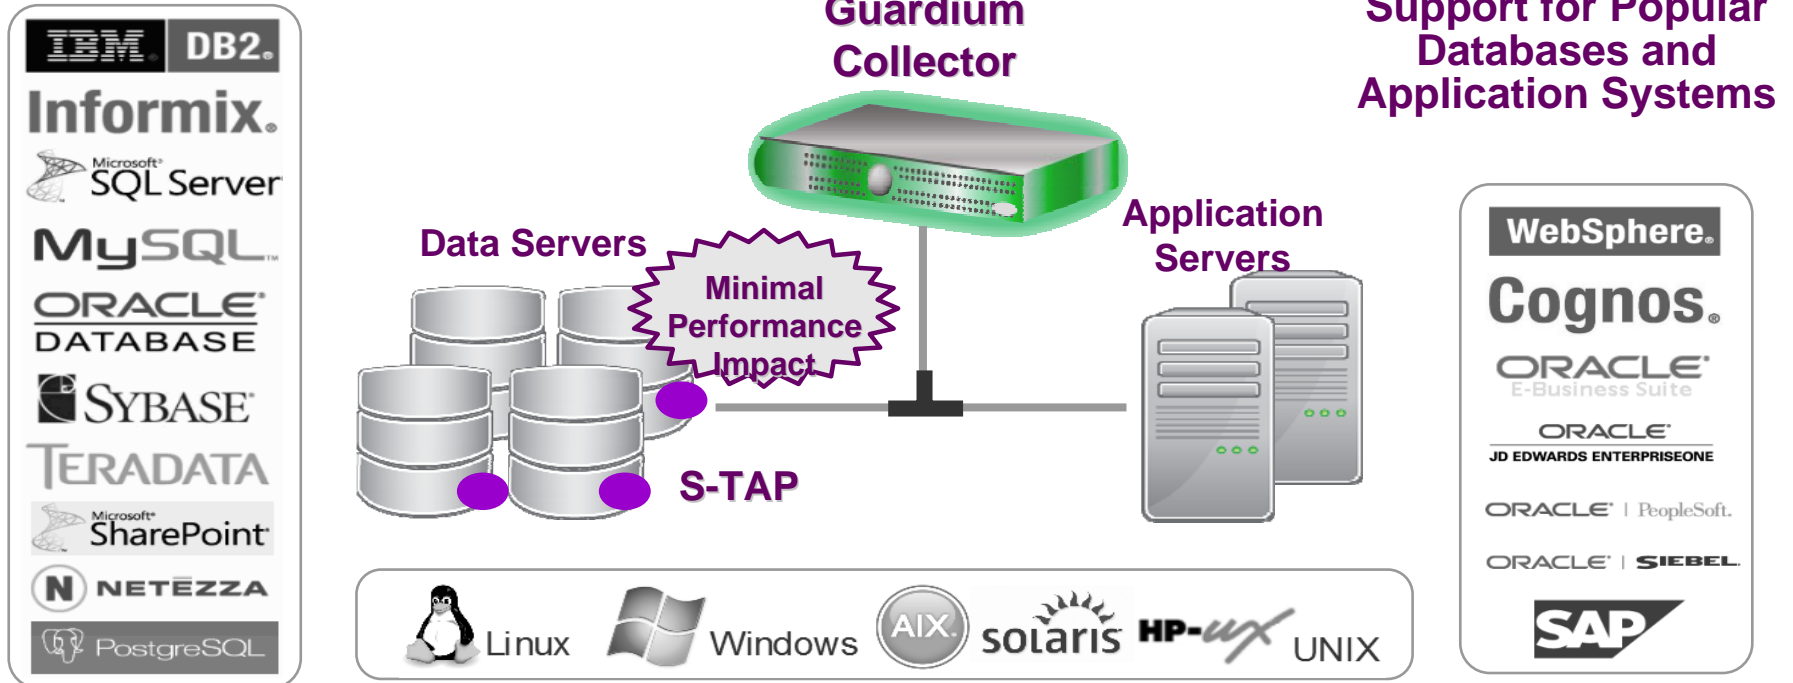 IBM. DB2.
Informix.
Microsoft
SQL Server
MySQL
ORACLE
DATABASE
SYBASE
TERADATA
Microsoft
SharePoint
NETEZZA
PostgreSQL
Guardium
Collector
Data Servers
Minimal
Performance
Impact
S-TAP
Application
Servers
Linux
Windows
AIX.
solaris
HP-UX
UNIX
Support for Popular
Databases and
Application Systems
WebSphere.
Cognos.
ORACLE
E-Business Suite
ORACLE
JD EDWARDS ENTERPRISEONE
ORACLE | PeopleSoft.
ORACLE | SIEBEL.
SAP